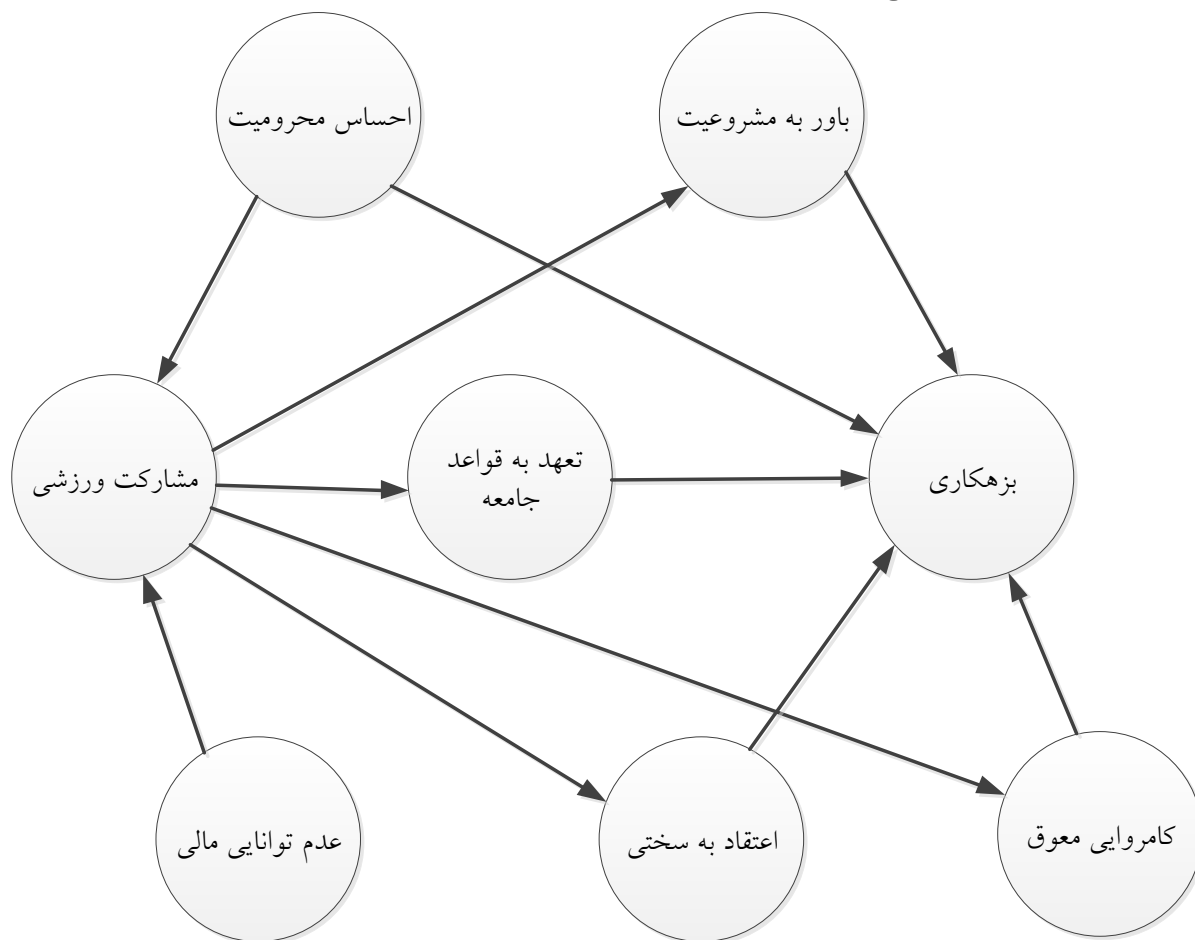 احساس محرومیت
باور به مشروعیت
مشارکت ورزشی
تعهد به قواعد
جامعه
بزهکاری
عدم توانایی مالی
اعتقاد به سختی
کامروایی معوق